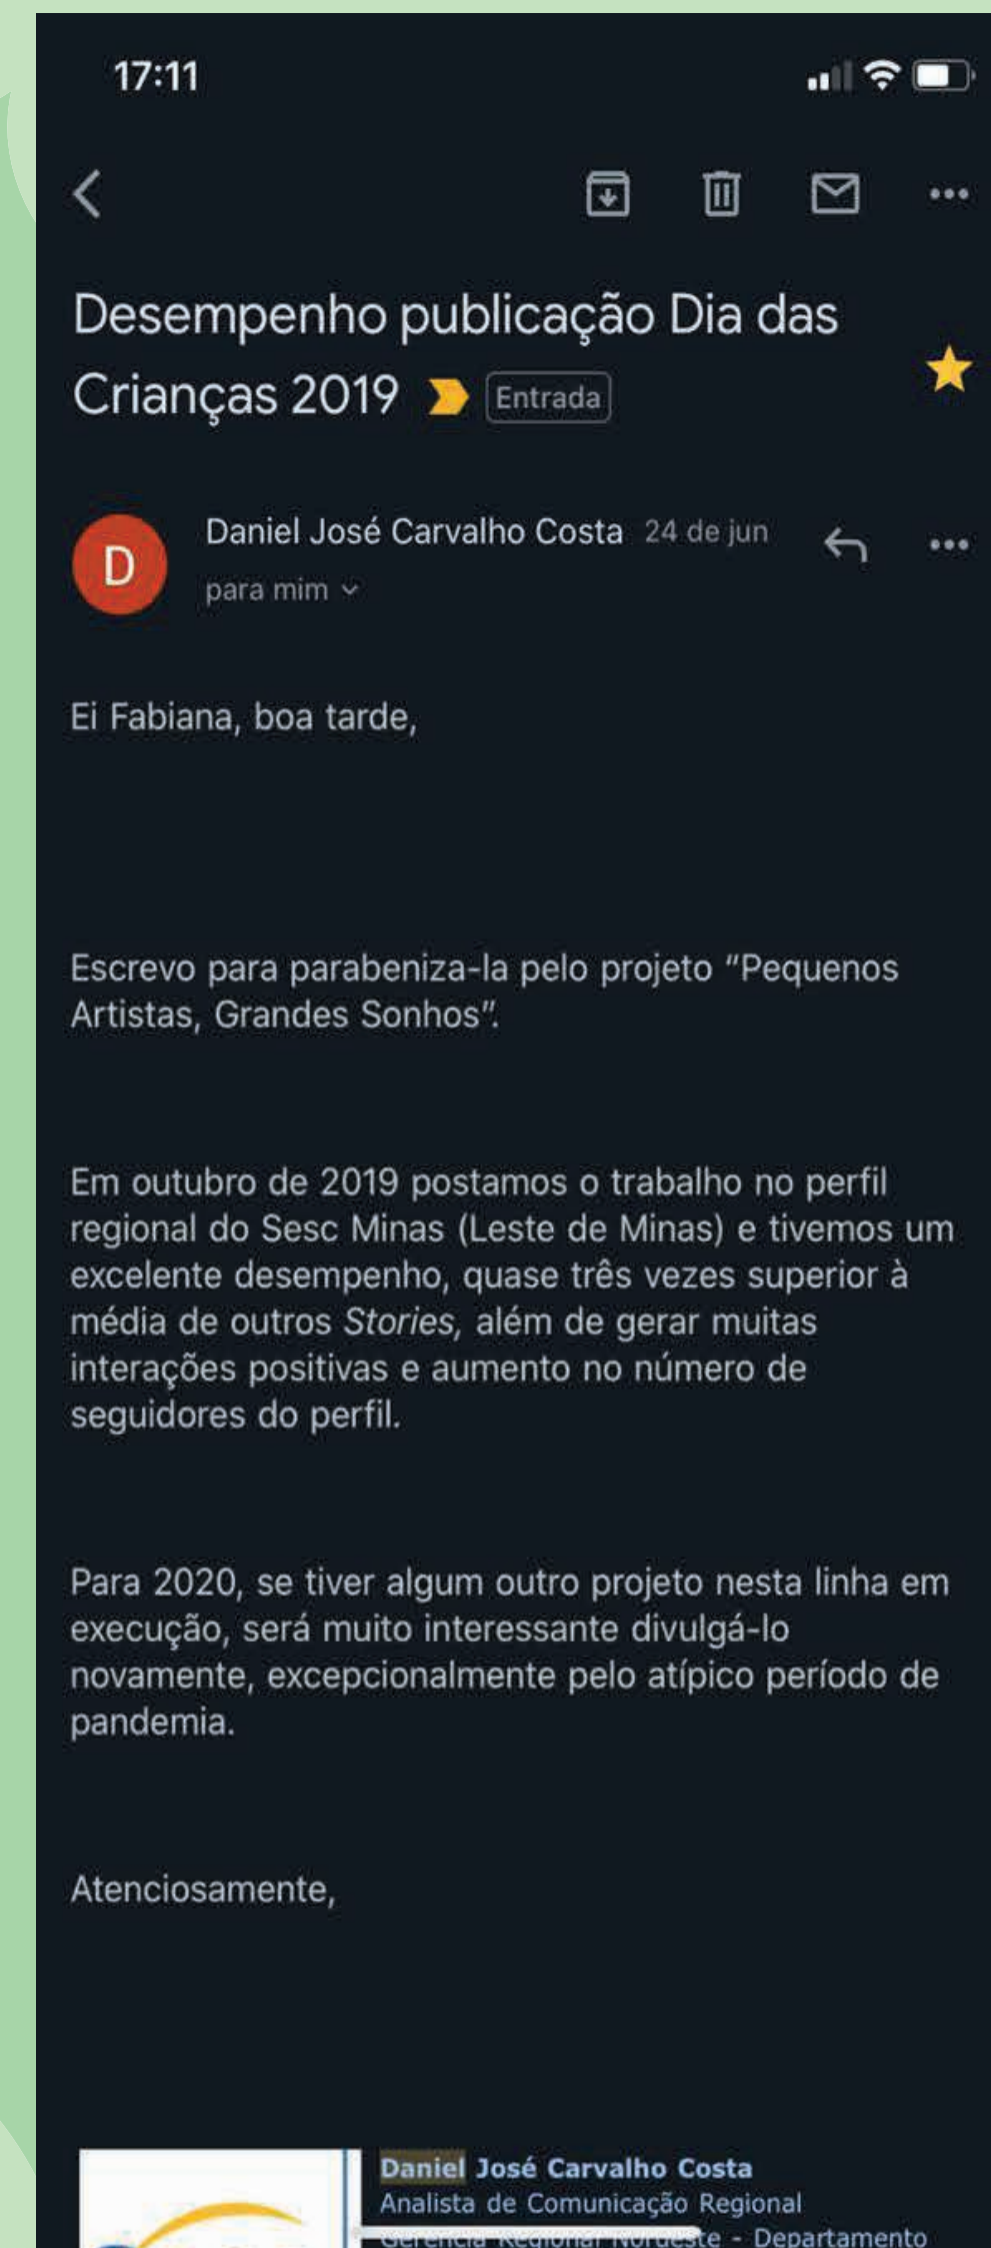 17:11
Desempenho publicação Dia das
Crianças 2019 Entrada
D
Daniel José Carvalho Costa 24 de jun
para mim
Ei Fabiana, boa tarde,
Escrevo para parabeniza-la pelo projeto “Pequenos
Artistas, Grandes Sonhos”.
Em outubro de 2019 postamos o trabalho no perfil
regional do Sesc Minas (Leste de Minas) e tivemos um
excelente desempenho, quase três vezes superior à
média de outros Stories, além de gerar muitas
interações positivas e aumento no número de
seguidores do perfil.
Para 2020, se tiver algum outro projeto nesta linha em
execução, será muito interessante divulgá-lo
novamente, excepcionalmente pelo atípico período de
pandemia.
Atenciosamente,
Daniel José Carvalho Costa
Analista de Comunicação Regional
- Departamento